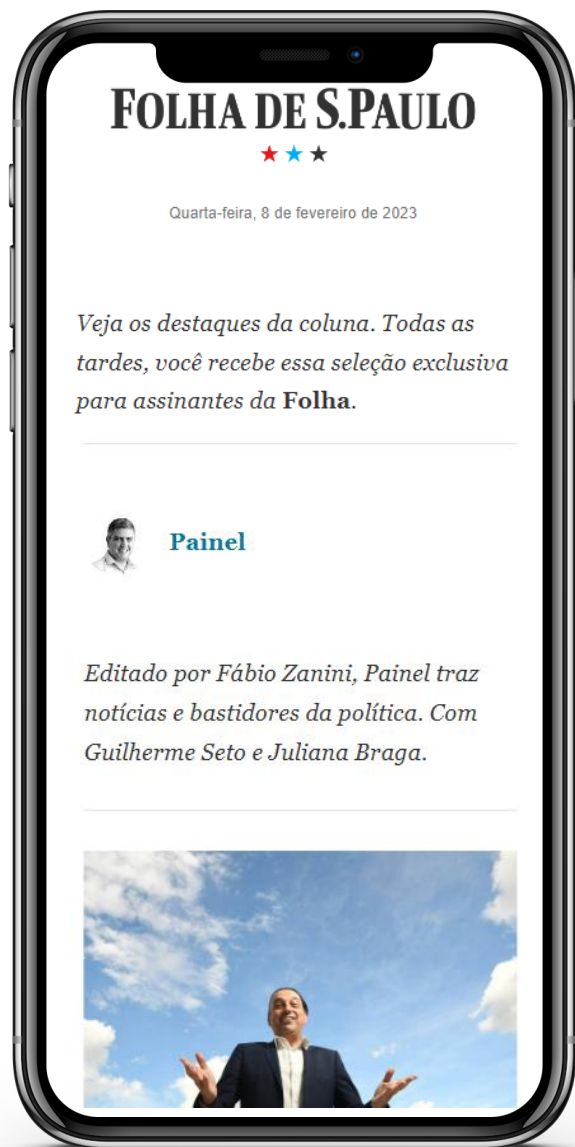 FOLHA DE S.PAULO
Quarta-feira, 8 de fevereiro de 2023
Veja os destaques da coluna. Todas as
tardes, você recebe essa seleção exclusiva
para assinantes da Folha.
Painel
Editado por Fábio Zanini, Painel traz
notícias e bastidores da política. Com
Guilherme Seto e Juliana Braga.